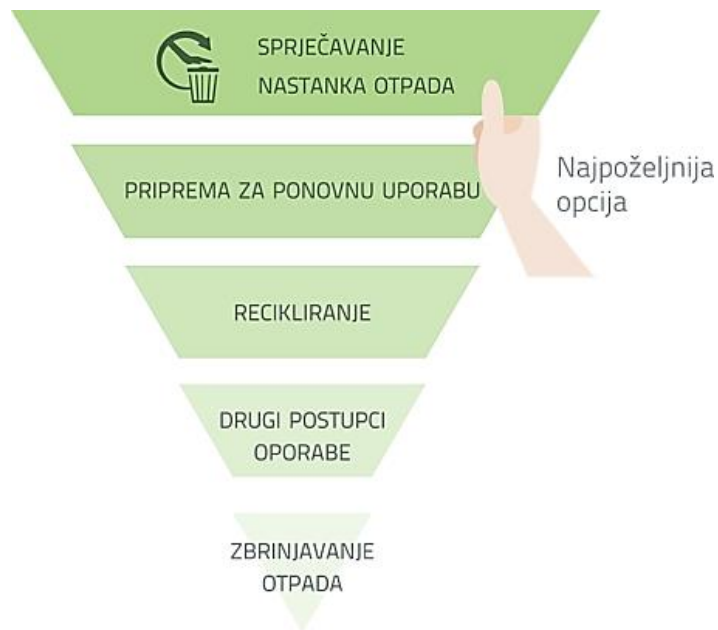 SPRJEČAVANJE
NASTANKA OTPADA
PRIPREMA ZA PONOVNU UPORABU
Najpoželjnija
opcija
RECIKLIRANJE
DRUGI POSTUPCI
OPORABE
ZBRINJAVANJE
OTPADA